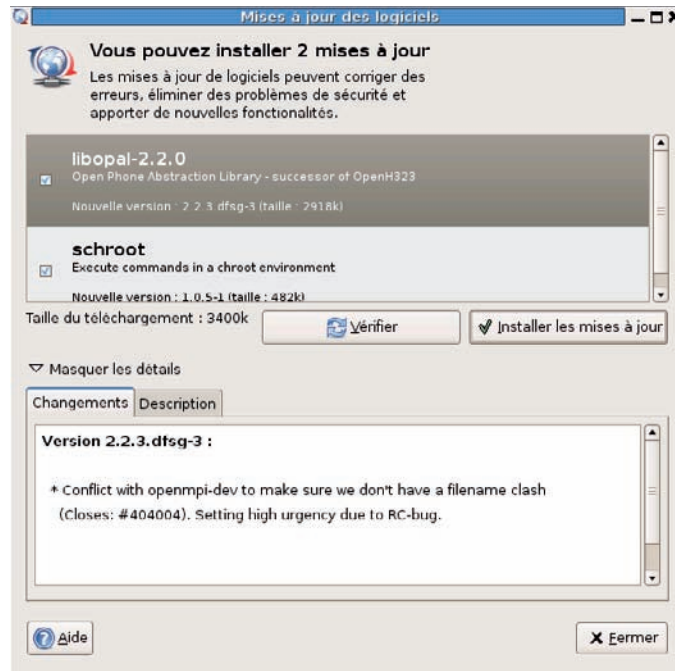 Mises à jour des logiciels
Vous pouvez installer 2 mises à jour
Les mises à jour de logiciels peuvent corriger des
erreurs, éliminer des problèmes de sécurité et
apporter de nouvelles fonctionalités.
libopal-2.2.0
Open Phone Abstraction Library - successor of OpenH323
Nouvelle version : 2.2.3.dfsg-3 (taille : 2918k)
schroot
Execute commands in a chroot environment
Nouvelle version : 1.0.5-1 (taille : 482k)
Taille du téléchargement : 3400k
Vérifier
Installer les mises à jour
Masquer les détails
Changements
Description
Version 2.2.3.dfsg-3 :
* Conflict with openmpi-dev to make sure we don't have a filename clash
(Closes: #404004). Setting high urgency due to RC-bug.
Aide
Fermer